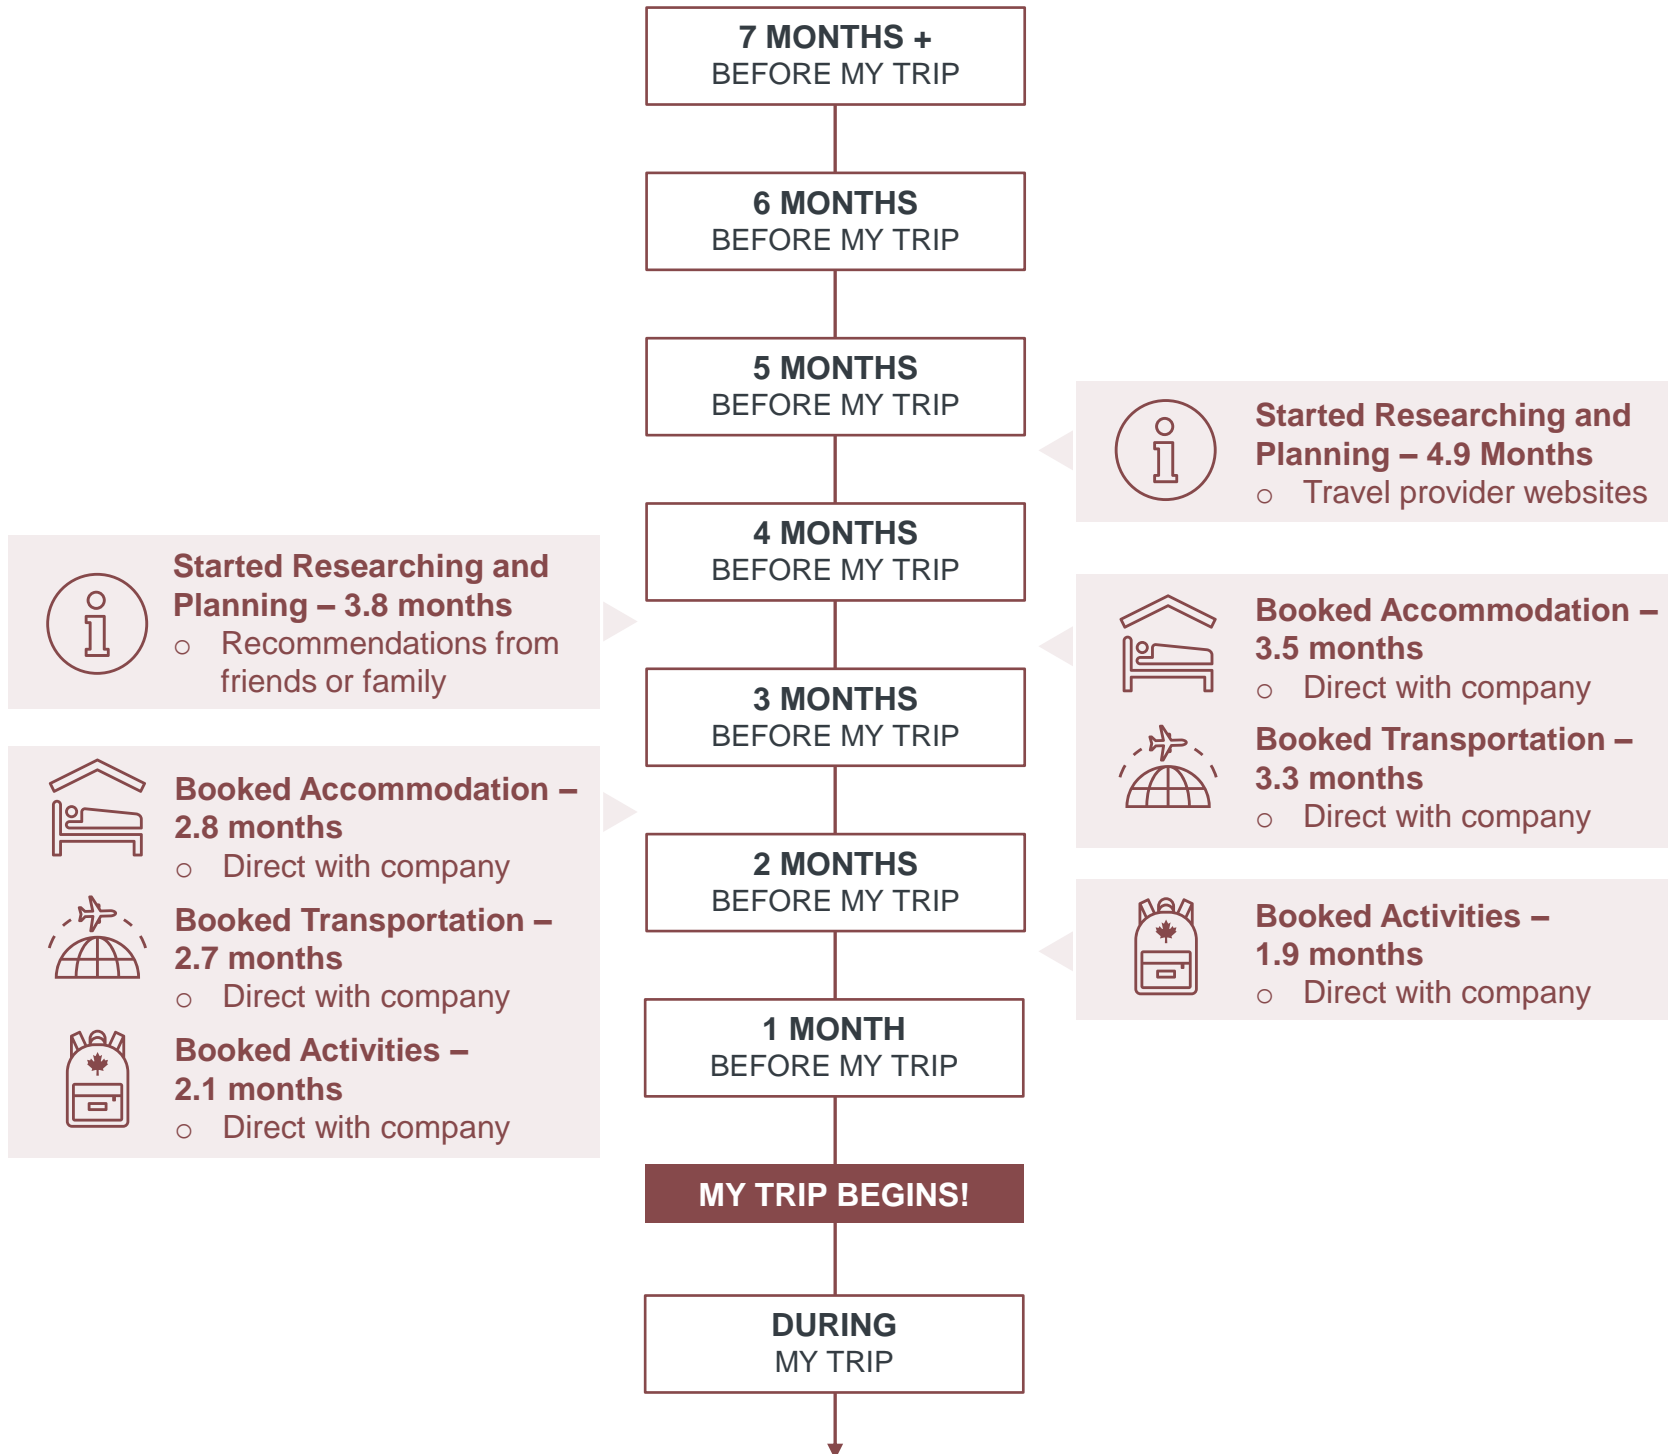 7 MONTHS +
BEFORE MY TRIP
6 MONTHS
BEFORE MY TRIP
5 MONTHS
BEFORE MY TRIP
4 MONTHS
BEFORE MY TRIP
3 MONTHS
BEFORE MY TRIP
2 MONTHS
BEFORE MY TRIP
1 MONTH
BEFORE MY TRIP
MY TRIP BEGINS!
DURING
MY TRIP
Started Researching and
Planning – 3.8 months
○ Recommendations from
friends or family
Booked Accommodation –
2.8 months
○ Direct with company
Booked Transportation –
2.7 months
○ Direct with company
Booked Activities –
2.1 months
○ Direct with company
Started Researching and
Planning – 4.9 Months
○ Travel provider websites
Booked Accommodation –
3.5 months
○ Direct with company
Booked Transportation –
3.3 months
○ Direct with company
Booked Activities –
1.9 months
○ Direct with company